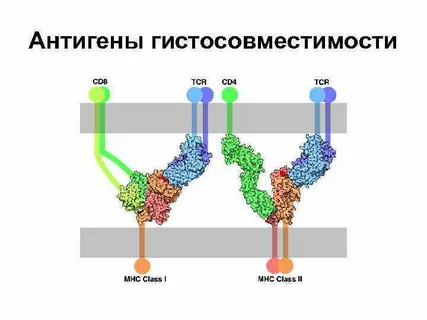 Антигены гистосовместимости
CD8 TCR CD4 TCR
MHC Class I MHC Class II